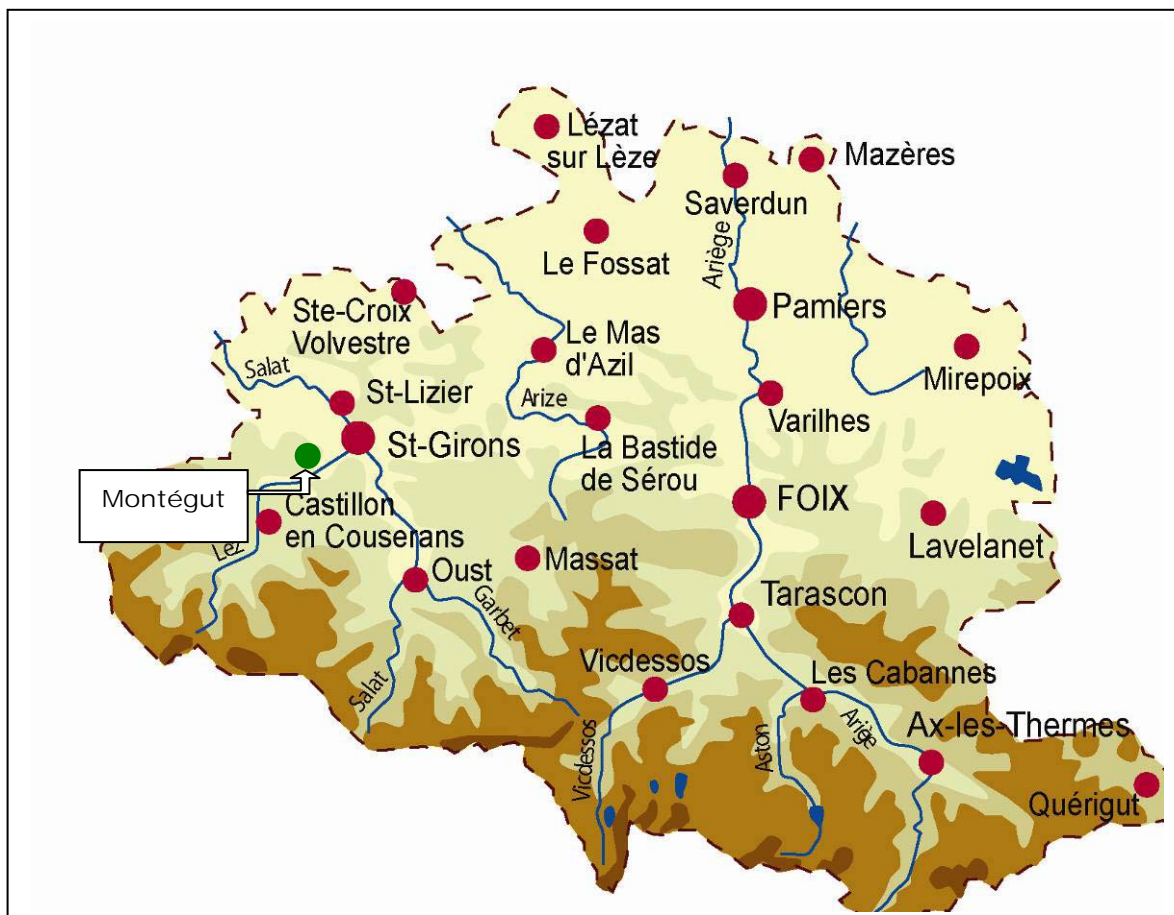 Lézat
sur Lèze
Mazères
Saverdun
Ariège
Le Fossat
Pamiers
Ste-Croix
Volvestre
Le Mas
d'Azil
Mirepoix
Salat
St-Lizier
Arize
Varilhes
St-Girons
La Bastide
de Sérou
Montégut
FOIX
Castillon
en Couserans
Lez
Lavelanet
Massat
Oust
Garbet
Tarascon
Vicdessos
Les Cabannes
Salat
Ariège
Ax-les-Thermes
Vicdessos
Aston
Quérigut